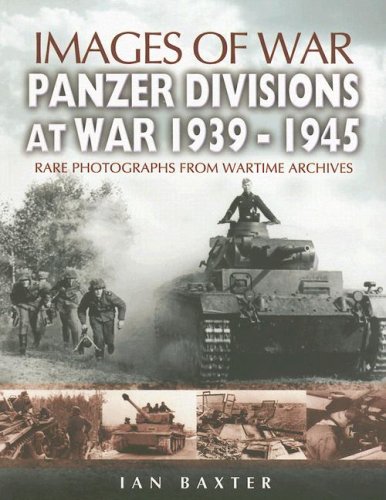 IMAGES OF WAR
PANZER DIVISIONS
AT WAR 1939 - 1945
RARE PHOTOGRAPHS FROM WARTIME ARCHIVES
IAN BAXTER